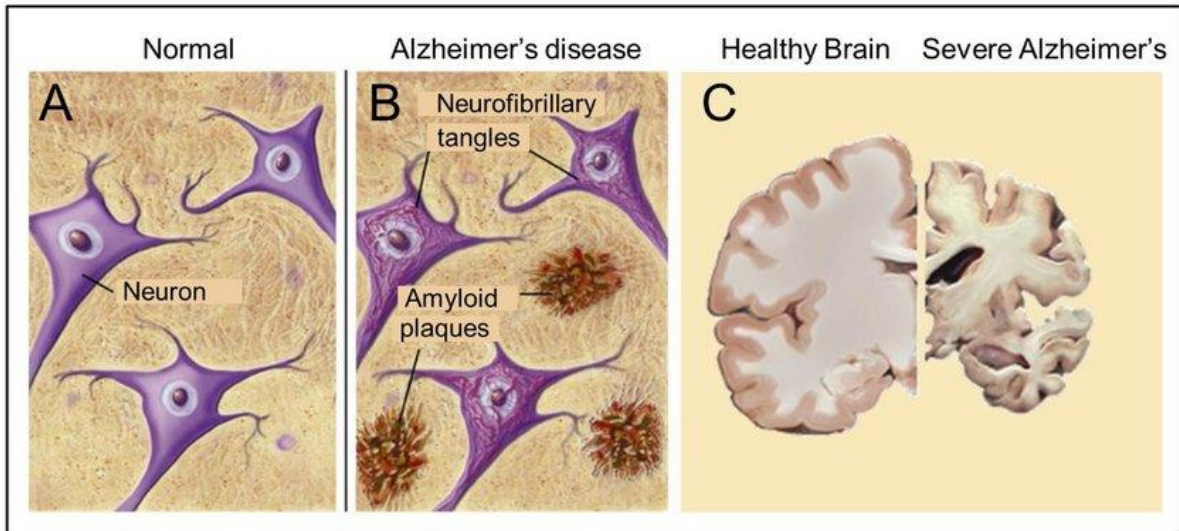 Normal
Alzheimer's disease
Healthy Brain
Severe Alzheimer's
A
Neuron
B
Neurofibrillary
tangles
Amyloid
plaques
C